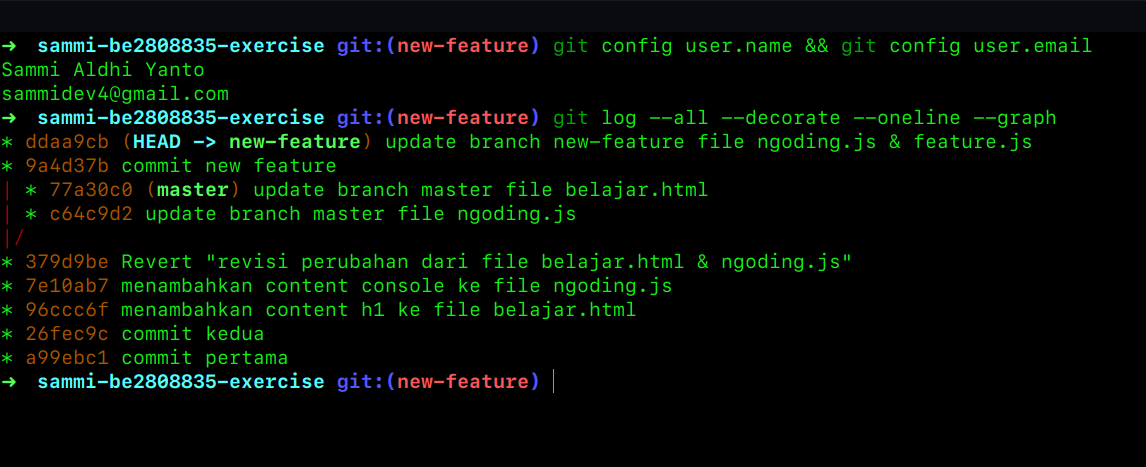 ➜  sammi-be2808835-exercise git:(new-feature) git config user.name && git config user.email
Sammi Aldhi Yanto
sammidev4@gmail.com
➜  sammi-be2808835-exercise git:(new-feature) git log --all --decorate --oneline --graph
* ddaa9cb (HEAD -> new-feature) update branch new-feature file ngoding.js & feature.js
* 9a4d37b commit new feature
| * 77a30c0 (master) update branch master file belajar.html
| * c64c9d2 update branch master file ngoding.js
|/
* 379d9be Revert "revisi perubahan dari file belajar.html & ngoding.js"
* 7e10ab7 menambahkan content console ke file ngoding.js
* 96ccc6f menambahkan content h1 ke file belajar.html
* 26fec9c commit kedua
* a99ebc1 commit pertama
➜  sammi-be2808835-exercise git:(new-feature)